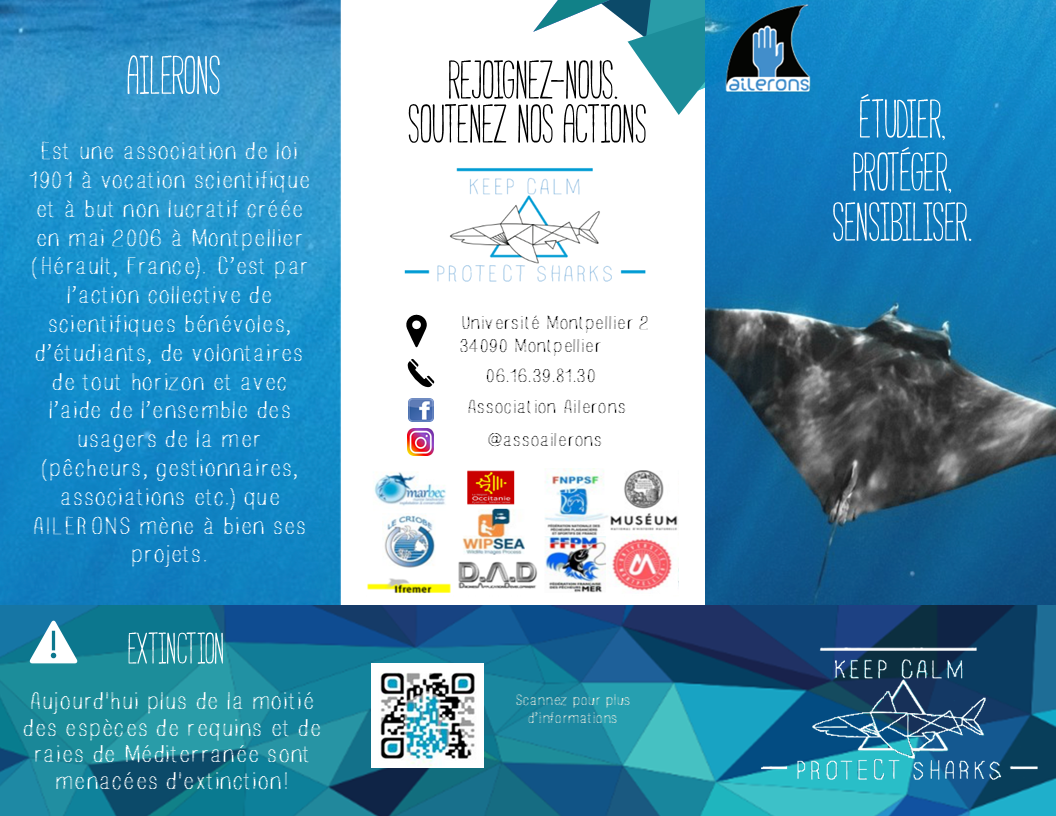 AILERONS
Est une association de loi
1901 à vocation scientifique
et à but non lucratif créée
en mai 2006 à Montpellier
(Hérault, France). C'est par
l'action collective de
scientifiques bénévoles,
d'étudiants, de volontaires
de tout horizon et avec
l'aide de l'ensemble des
usagers de la mer
(pêcheurs, gestionnaires,
associations etc.) que
AILERONS mène à bien ses
projets.
REJOIGNEZ-NOUS.
SOUTENEZ NOS ACTIONS
KEEP CALM
PROTECT SHARKS
Université Montpellier 2
34090 Montpellier
06.16.39.81.30
Association Ailerons
@assoailerons
marbec
Occitanie
FNPPSF
MUSÉUM
LE CRIOBE
WIPSEA
FFPM
D.A.D
Ifremer
ailerons
ÉTUDIER,
PROTÉGER,
SENSIBILISER.
EXTINCTION
Aujourd'hui plus de la moitié
des espèces de requins et de
raies de Méditerranée sont
menacées d'extinction!
Scannez pour plus
d'informations
KEEP CALM
PROTECT SHARKS